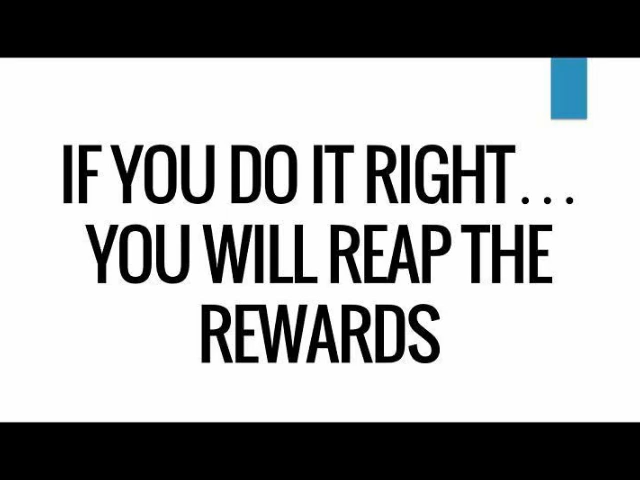 IF YOU DO IT RIGHT...
YOU WILL REAP THE
REWARDS